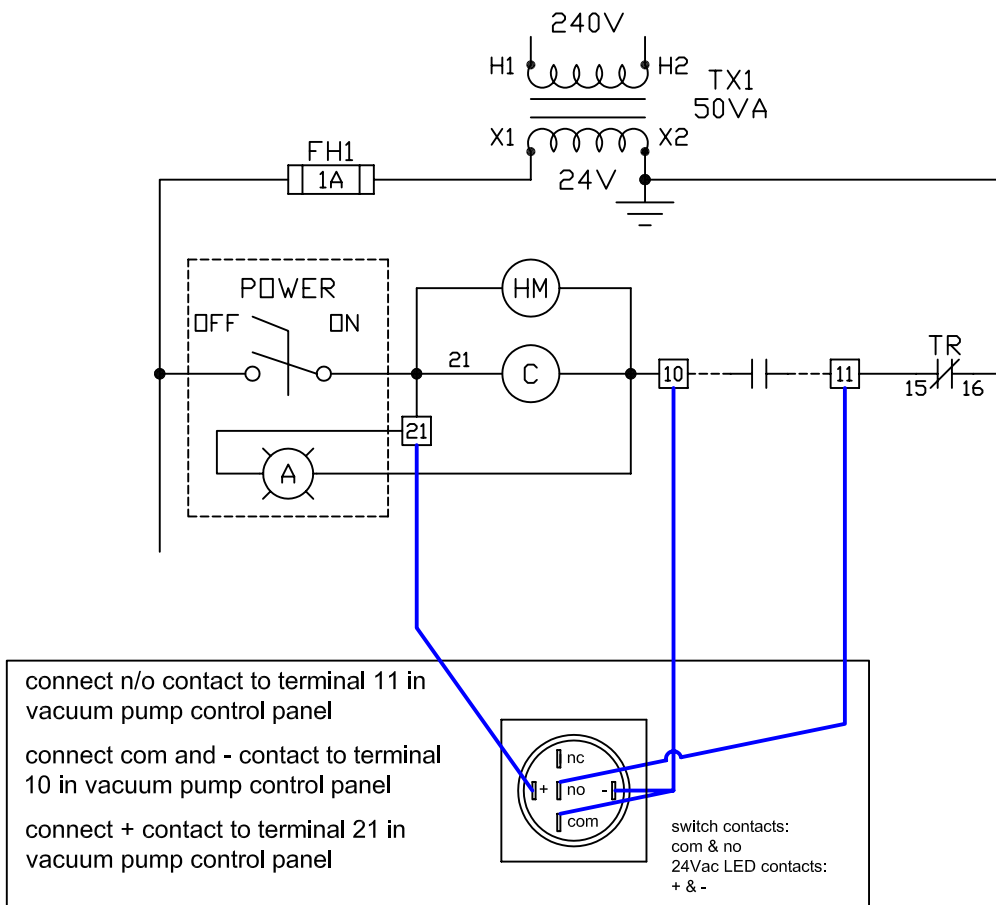 240V
H1
H2
TX1
50VA
X1
X2
FH1
1A
24V
POWER
OFF
ON
HM
21
C
10
11
TR
15
16
21
A
connect n/o contact to terminal 11 in
vacuum pump control panel
connect com and - contact to terminal
10 in vacuum pump control panel
connect + contact to terminal 21 in
vacuum pump control panel
nc
+
no
-
com
switch contacts:
com & no
24Vac LED contacts:
+ & -